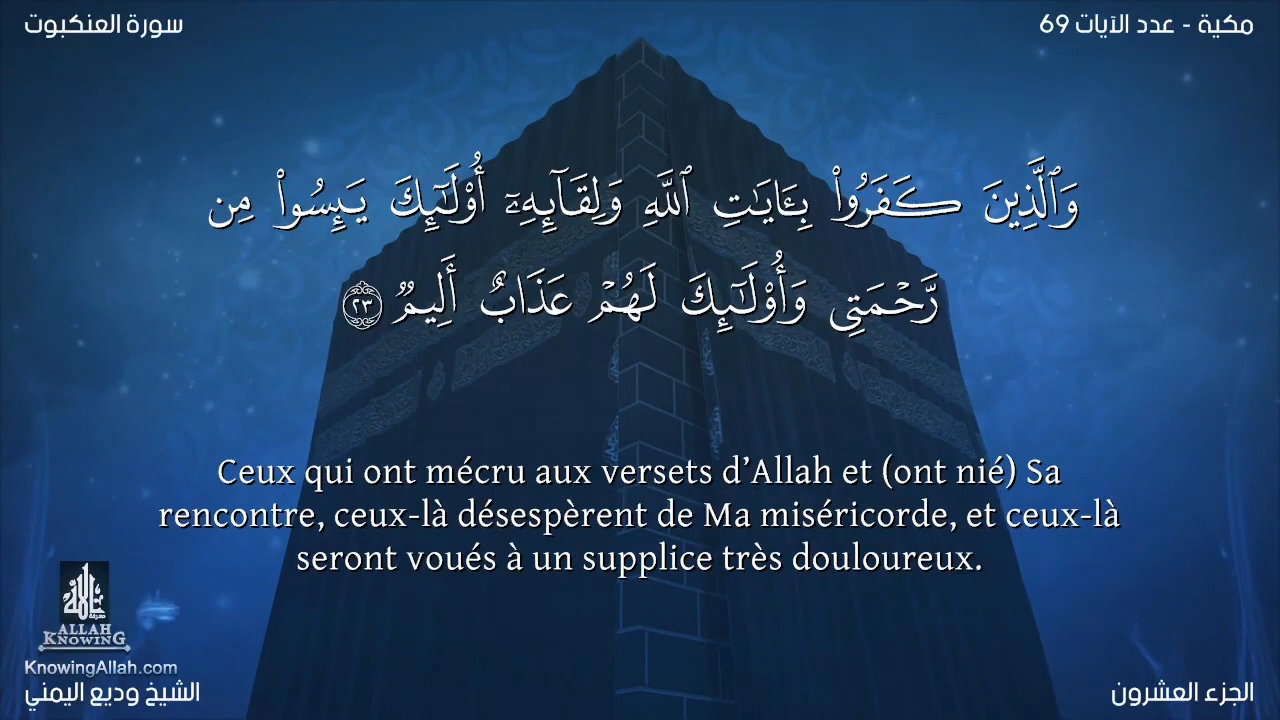 سورة العنكبوت
مكية - عدد الآيات 69
وَٱلَّذِينَ كَفَرُوا۟ بِـَٔايَـٰتِ ٱللَّهِ وَلِقَآئِهِۦٓ أُو۟لَـٰٓئِكَ يَئِسُوا۟ مِن
رَّحْمَتِى وَأُو۟لَـٰٓئِكَ لَهُمْ عَذَابٌ أَلِيمٌ ٢٣
Ceux qui ont mécru aux versets d’Allah et (ont nié) Sa
rencontre, ceux-là désespèrent de Ma miséricorde, et ceux-là
seront voués à un supplice très douloureux.
ALLAH
KNOWING
KnowingAllah.com
الشيخ وديع اليمني
الجزء العشرون